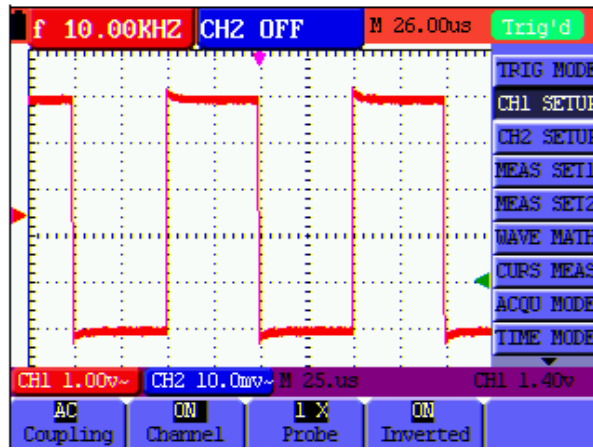 f 10.00KHZ CH2 OFF M 26.00us Trig'd
TRIG MODE
CH1 SETUP
CH2 SETUP
MEAS SET1
MEAS SET2
WAVE MATH
CURS MEAS
ACQU MODE
TIME MODE
CH1 1.00v~ CH2 10.0mv~ M 25.us CH1 1.40v
AC ON 1 X ON
Coupling Channel Probe Inverted